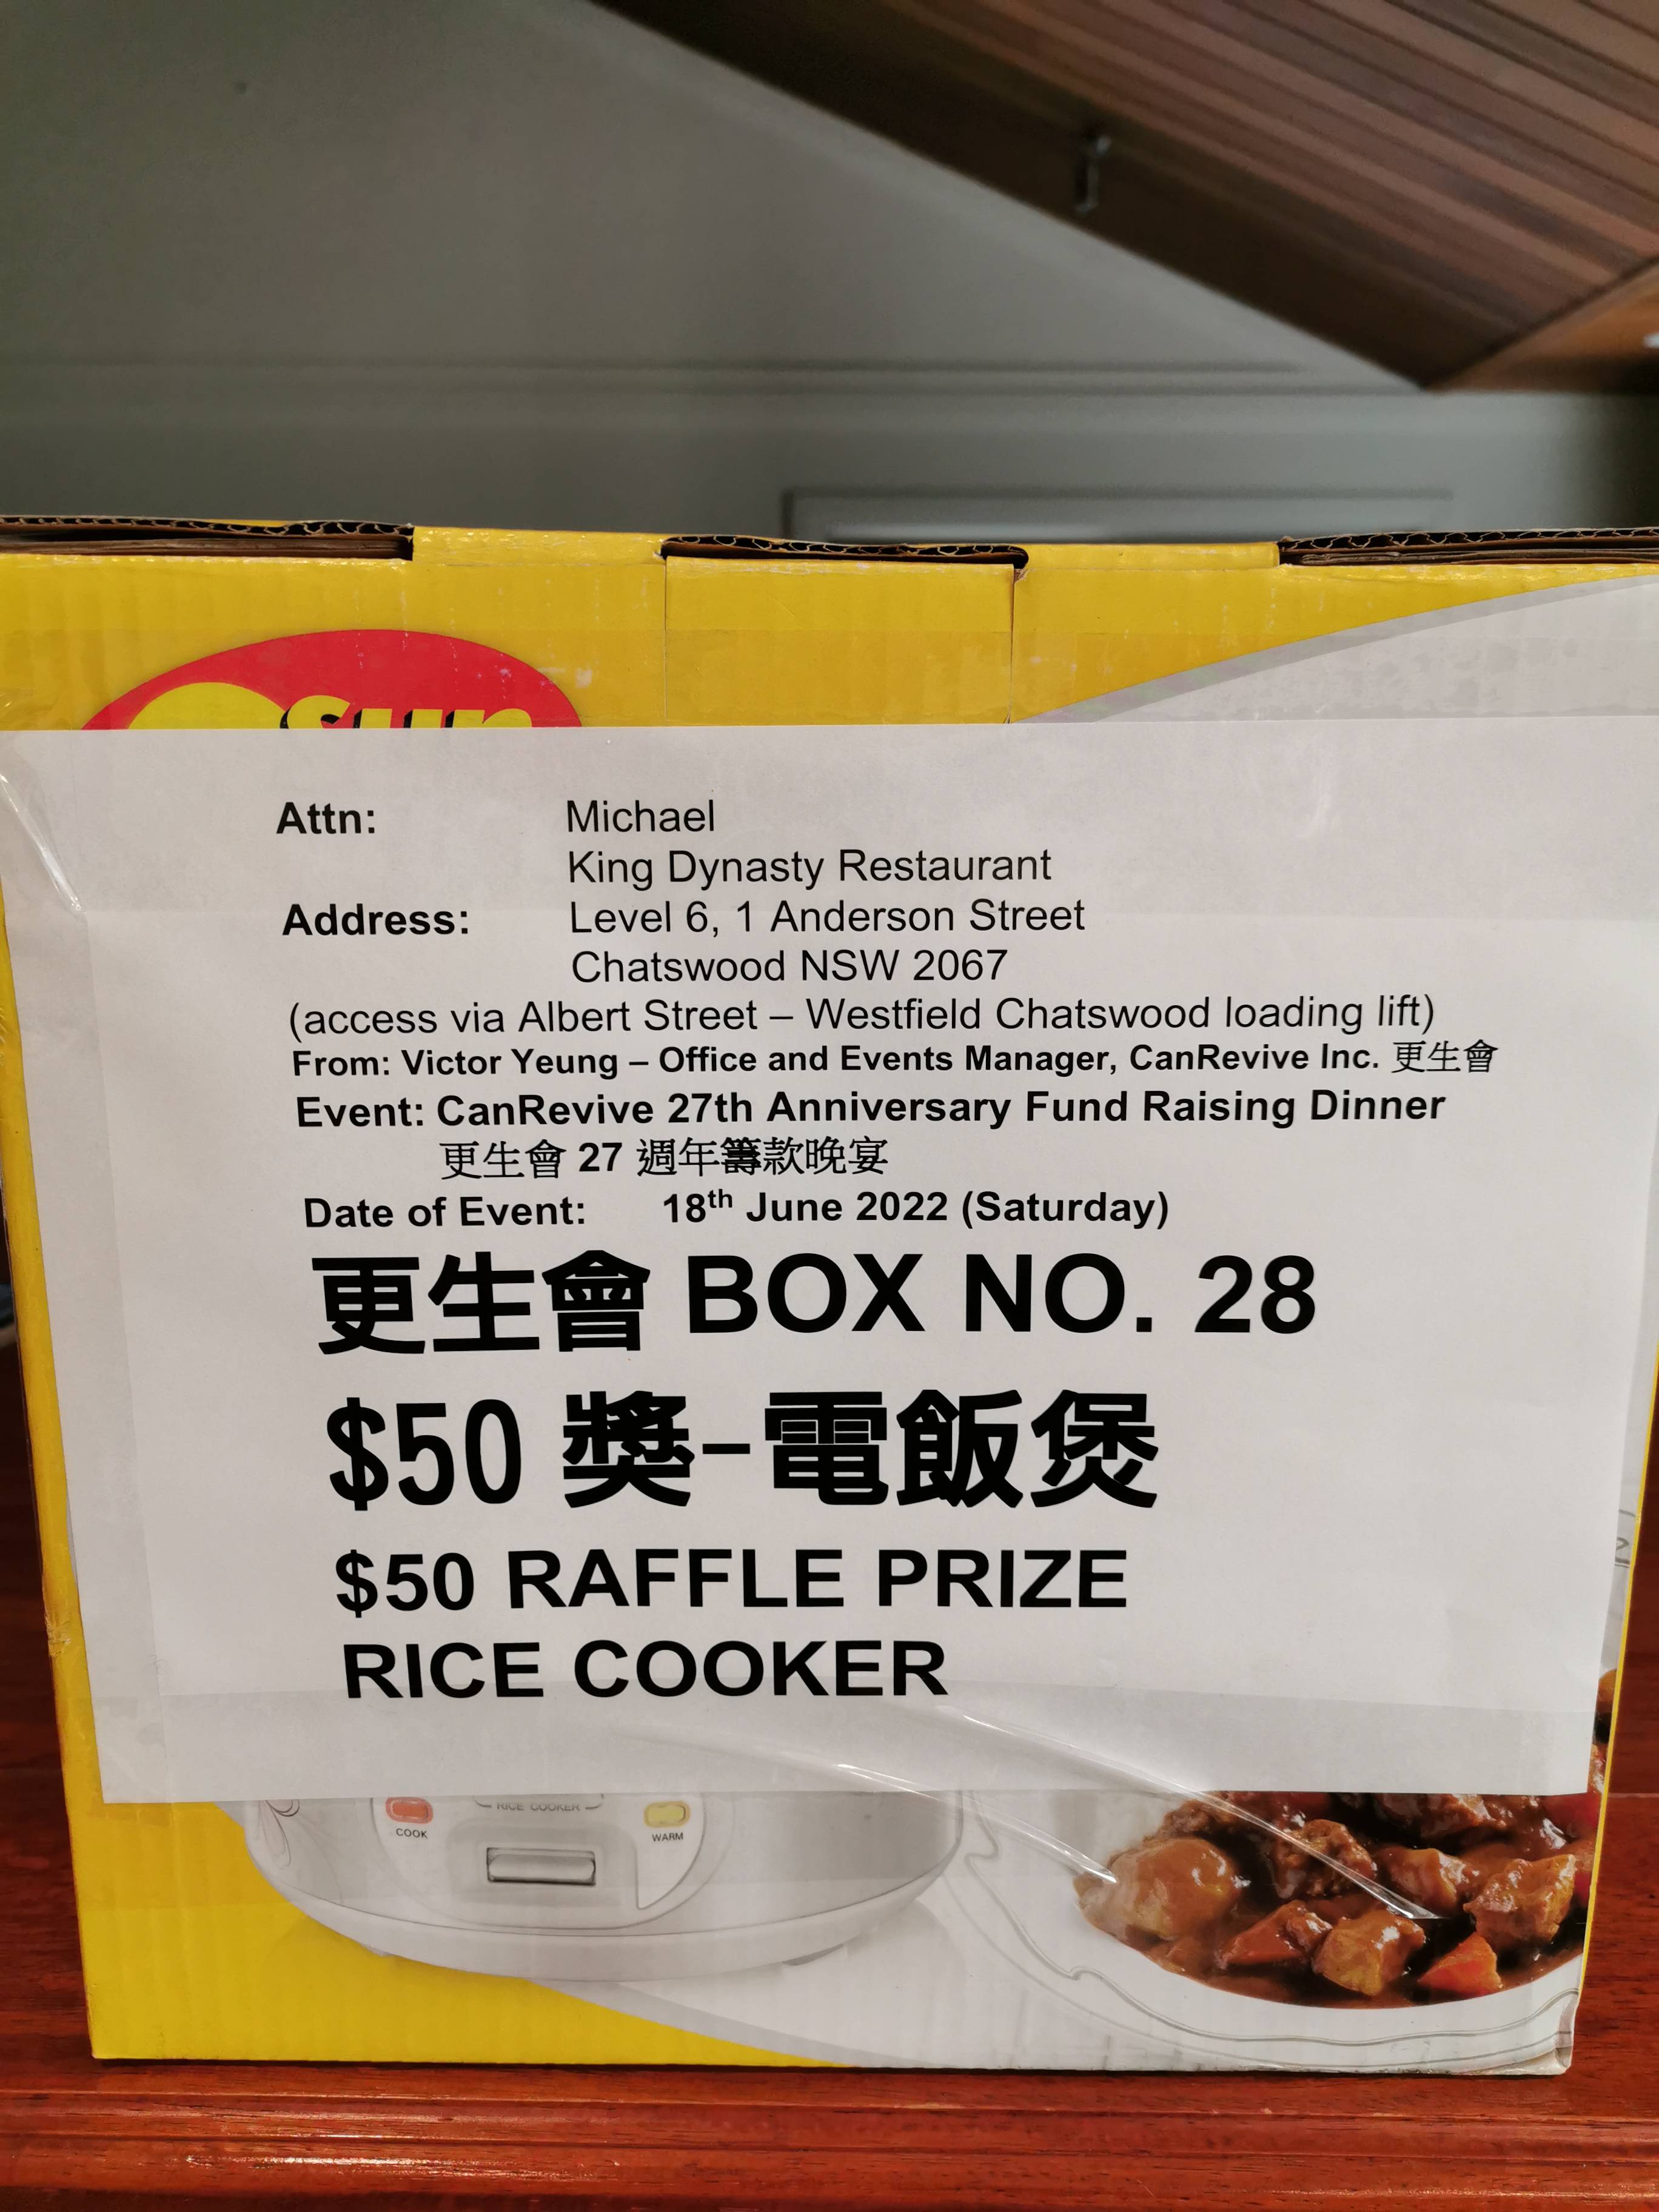 sun
Attn: Michael
King Dynasty Restaurant
Address: Level 6, 1 Anderson Street
Chatswood NSW 2067
(access via Albert Street – Westfield Chatswood loading lift)
From: Victor Yeung – Office and Events Manager, CanRevive Inc. 更生會
Event: CanRevive 27th Anniversary Fund Raising Dinner
更生會 27 週年籌款晚宴
Date of Event: 18th June 2022 (Saturday)
更生會 BOX NO. 28
$50 獎-電飯煲
$50 RAFFLE PRIZE
RICE COOKER
RICE COOKER
COOK
WARM